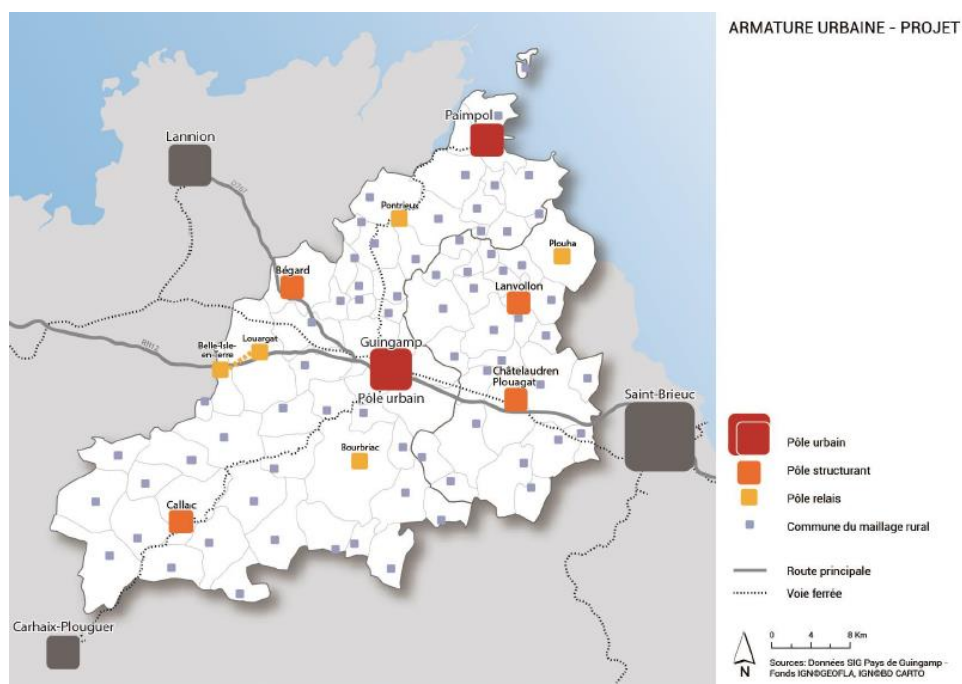 ARMATURE URBAINE - PROJET
Paimpol
Lannion
D767
Pontrieux
Plouha
Bégard
Lanvollon
Guingamp
Louargat
Belle-Isle-
en-Terre
RN12
Châtelaudren
Plouagat
Pôle urbain
Saint-Brieuc
Bourbriac
Callac
Carhaix-Plouguer
Pôle urbain
Pôle structurant
Pôle relais
Commune du maillage rural
Route principale
Voie ferrée
N
0 4 8 Km
Sources: Données SIG Pays de Guingamp -
Fonds IGN©GEOFLA, IGN©BD CARTO